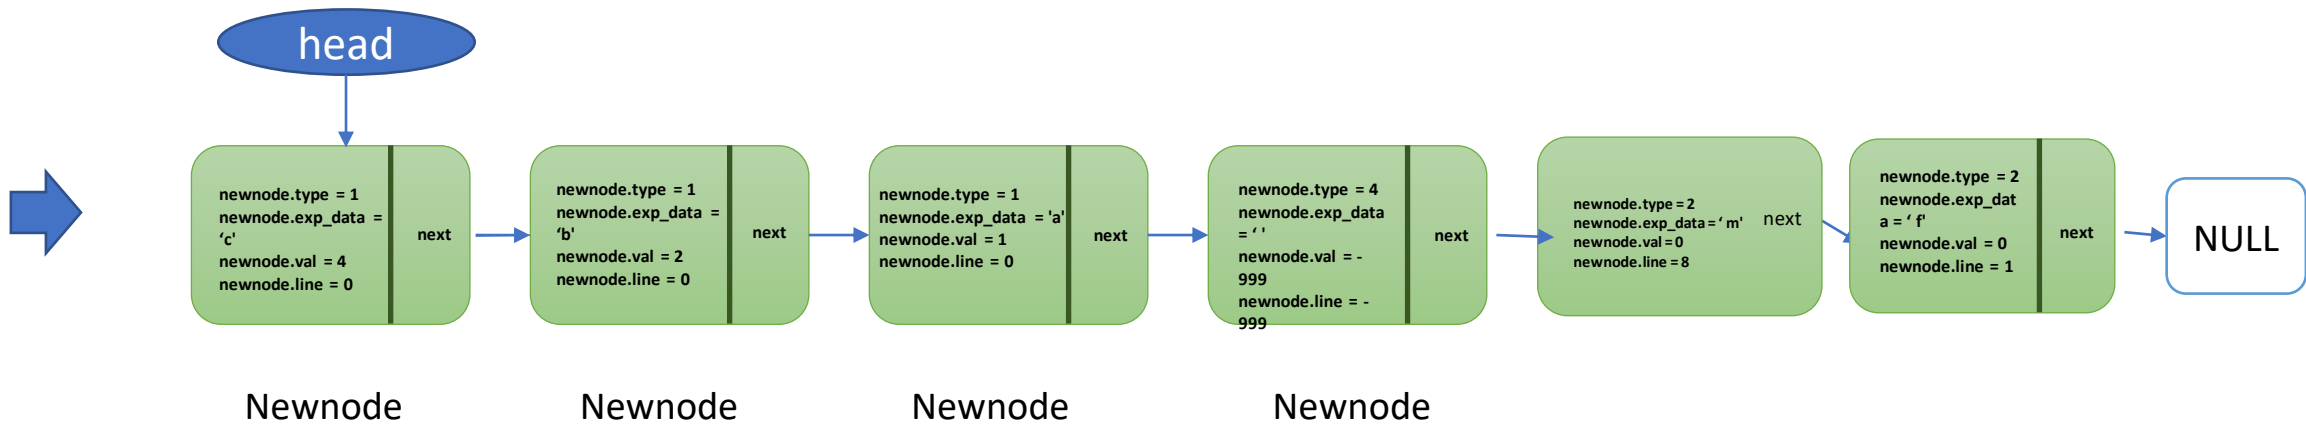 head
newnode.type = 1
newnode.exp_data =
‘c'
newnode.val = 4
newnode.line = 0
next
newnode.type = 1
newnode.exp_data =
‘b'
newnode.val = 2
newnode.line = 0
next
newnode.type = 1
newnode.exp_data = 'a'
newnode.val = 1
newnode.line = 0
next
newnode.type = 4
newnode.exp_data
= ‘ '
newnode.val = -
999
newnode.line = -
999
next
newnode.type = 2
newnode.exp_data = ‘ m'
newnode.val = 0
newnode.line = 8
next
newnode.type = 2
newnode.exp_dat
a = ‘ f'
newnode.val = 0
newnode.line = 1
next
NULL
Newnode
Newnode
Newnode
Newnode